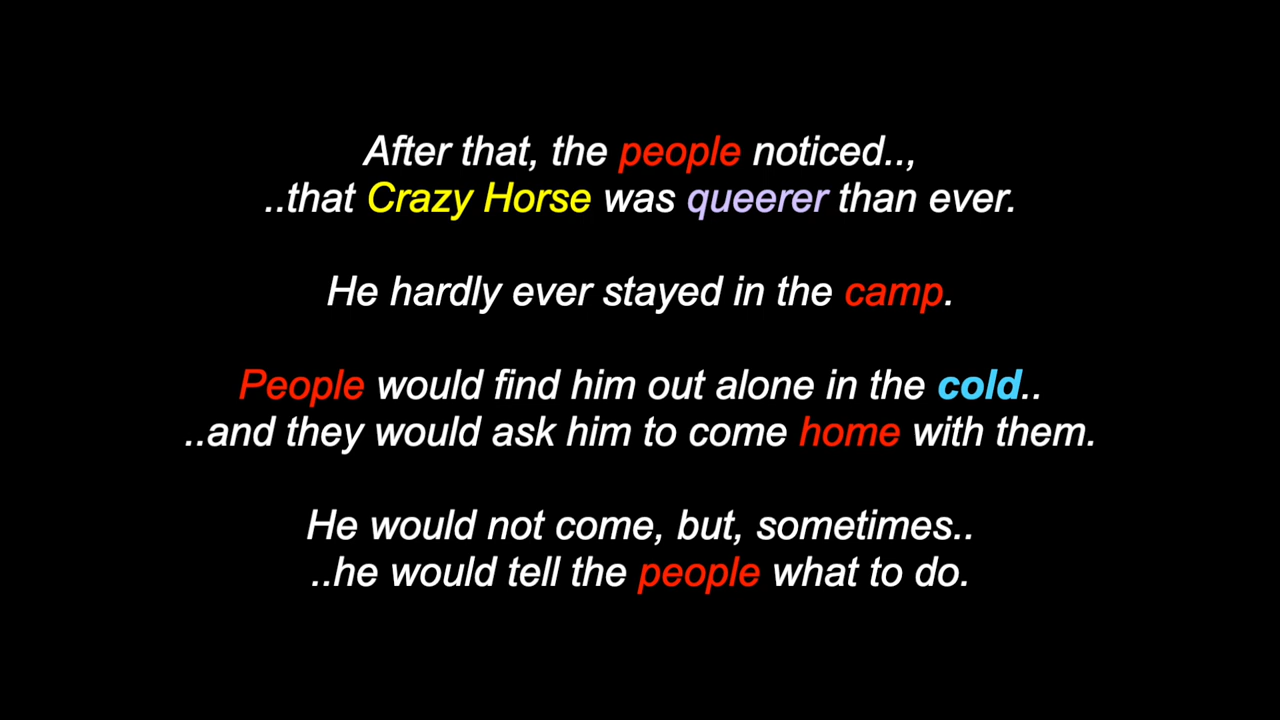 After that, the people noticed..,
..that Crazy Horse was queerer than ever.
He hardly ever stayed in the camp.
People would find him out alone in the cold..
..and they would ask him to come home with them.
He would not come, but, sometimes..
..he would tell the people what to do.